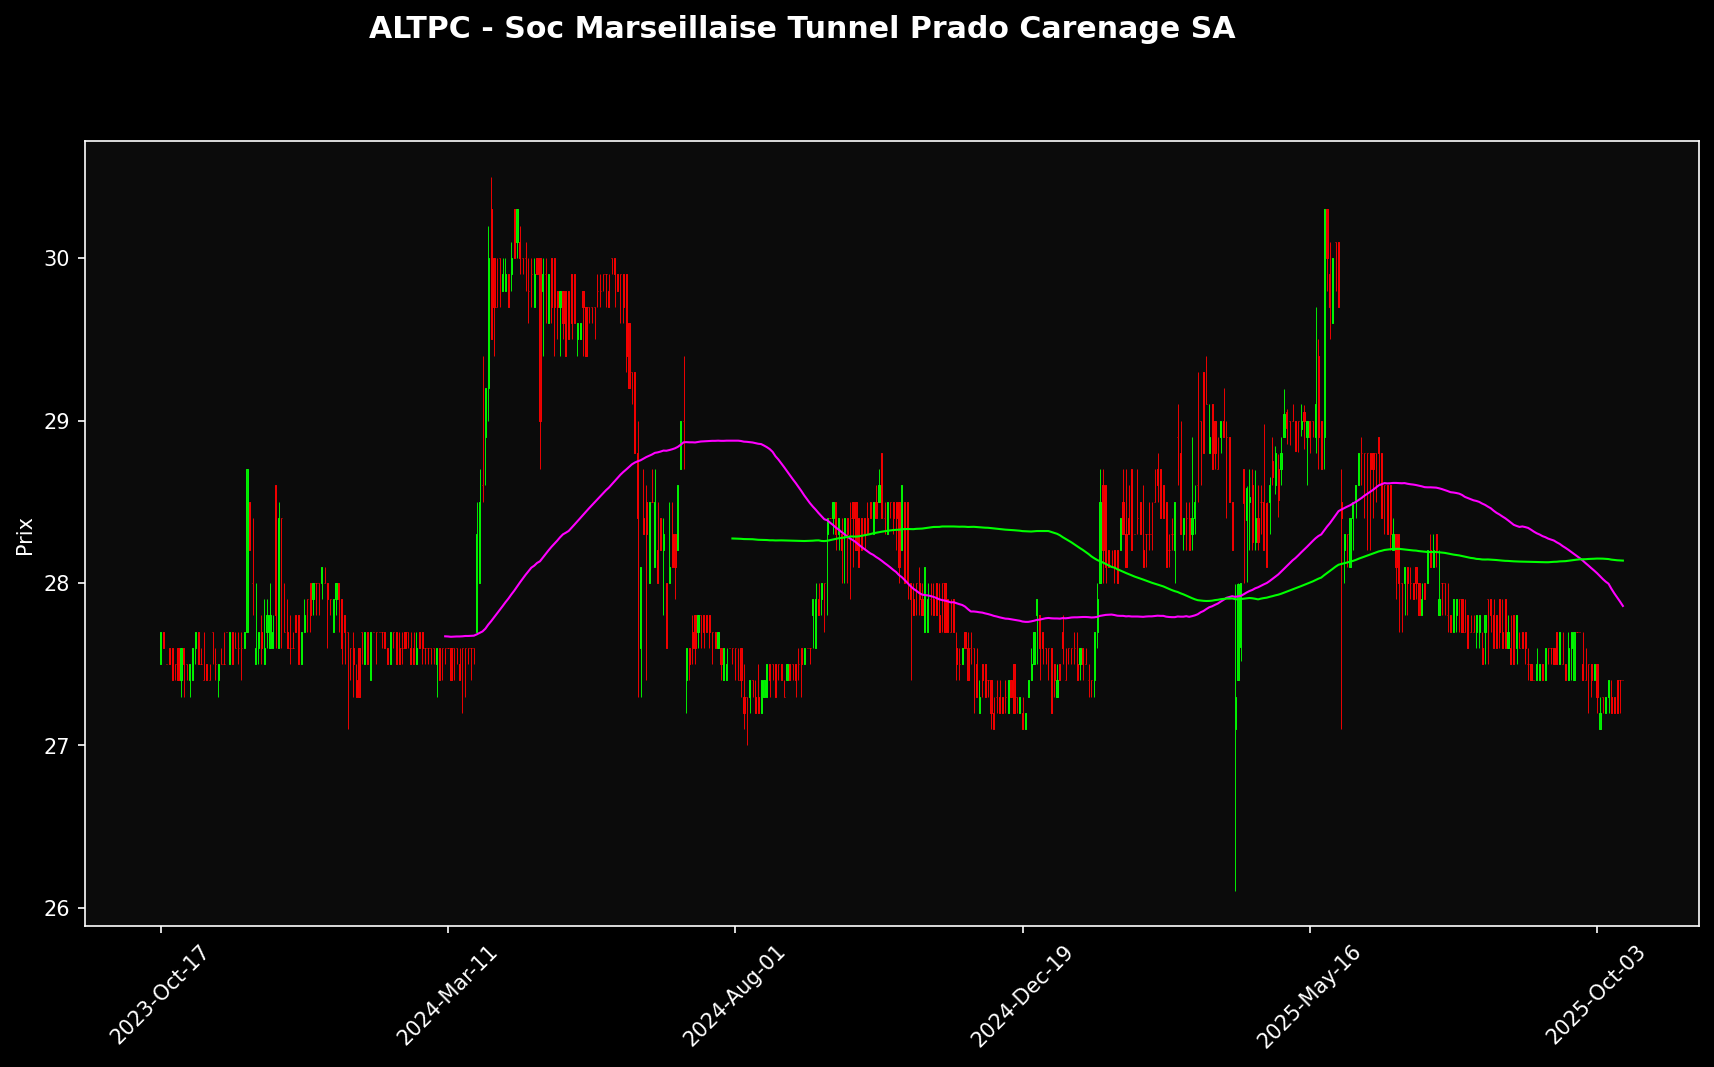 ALTPC - Soc Marseillaise Tunnel Prado Carenage SA
Prix
30
29
28
27
26
2023-Oct-17
2024-Mar-11
2024-Aug-01
2024-Dec-19
2025-May-16
2025-Oct-03